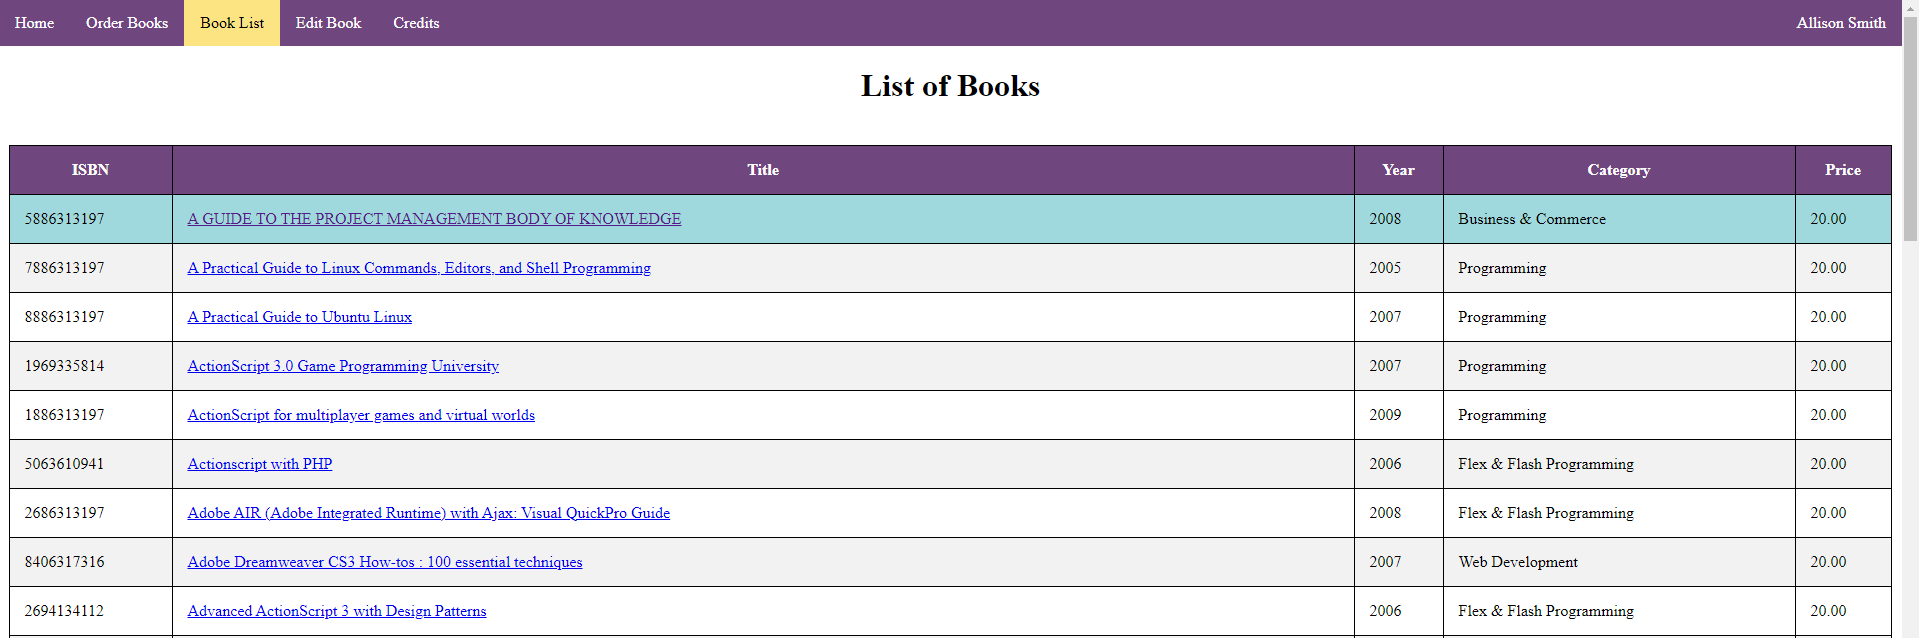 Home Order Books Book List Edit Book Credits Allison Smith
List of Books
ISBN Title Year Category Price
5886313197 A GUIDE TO THE PROJECT MANAGEMENT BODY OF KNOWLEDGE 2008 Business & Commerce 20.00
7886313197 A Practical Guide to Linux Commands, Editors, and Shell Programming 2005 Programming 20.00
8886313197 A Practical Guide to Ubuntu Linux 2007 Programming 20.00
1969335814 ActionScript 3.0 Game Programming University 2007 Programming 20.00
1886313197 ActionScript for multiplayer games and virtual worlds 2009 Programming 20.00
5063610941 Actionscript with PHP 2006 Flex & Flash Programming 20.00
2686313197 Adobe AIR (Adobe Integrated Runtime) with Ajax: Visual QuickPro Guide 2008 Flex & Flash Programming 20.00
8406317316 Adobe Dreamweaver CS3 How-tos : 100 essential techniques 2007 Web Development 20.00
2694134112 Advanced ActionScript 3 with Design Patterns 2006 Flex & Flash Programming 20.00